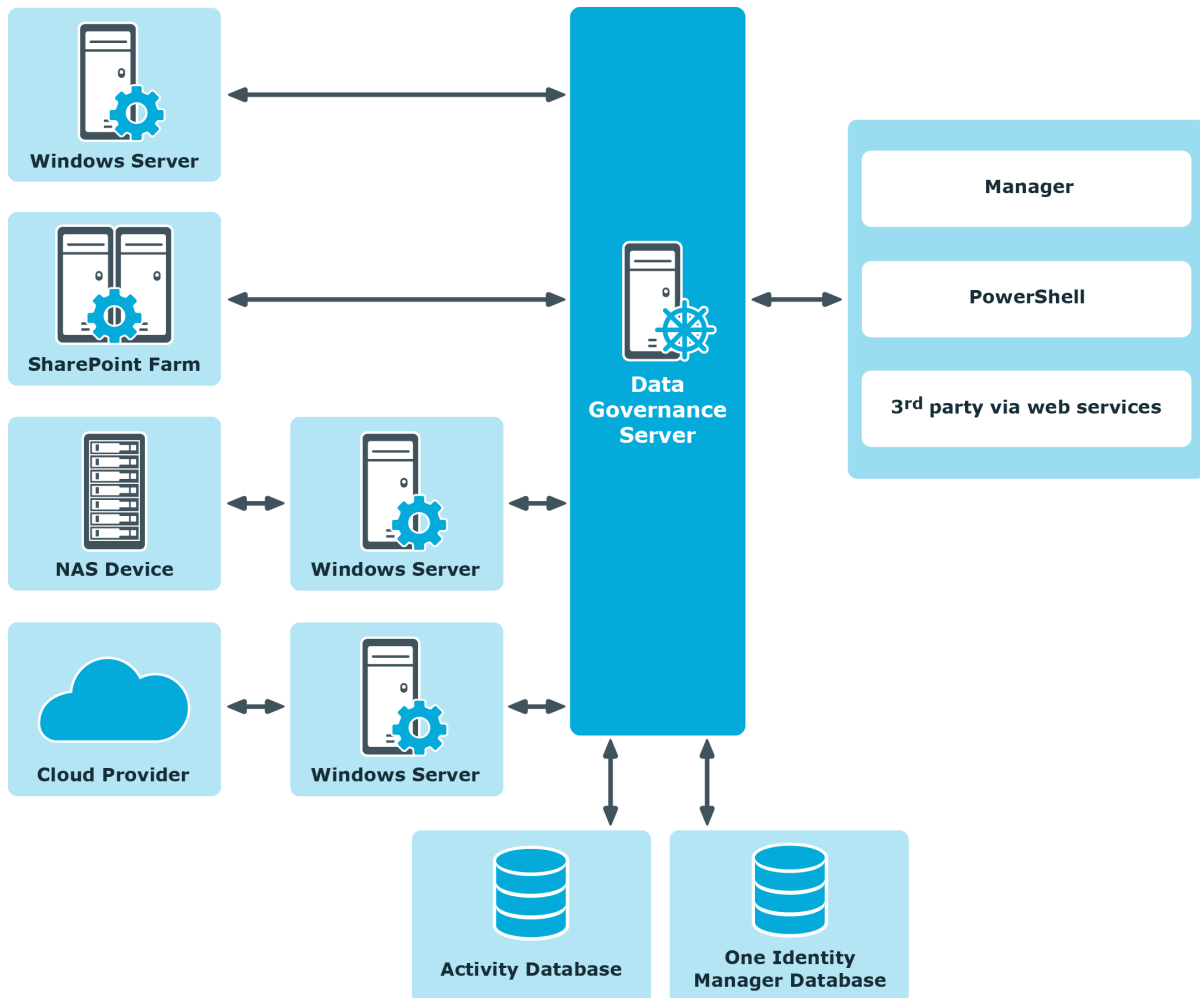 Windows Server
SharePoint Farm
NAS Device
Windows Server
Cloud Provider
Windows Server
Data
Governance
Server
Manager
PowerShell
3rd party via web services
Activity Database
One Identity
Manager Database